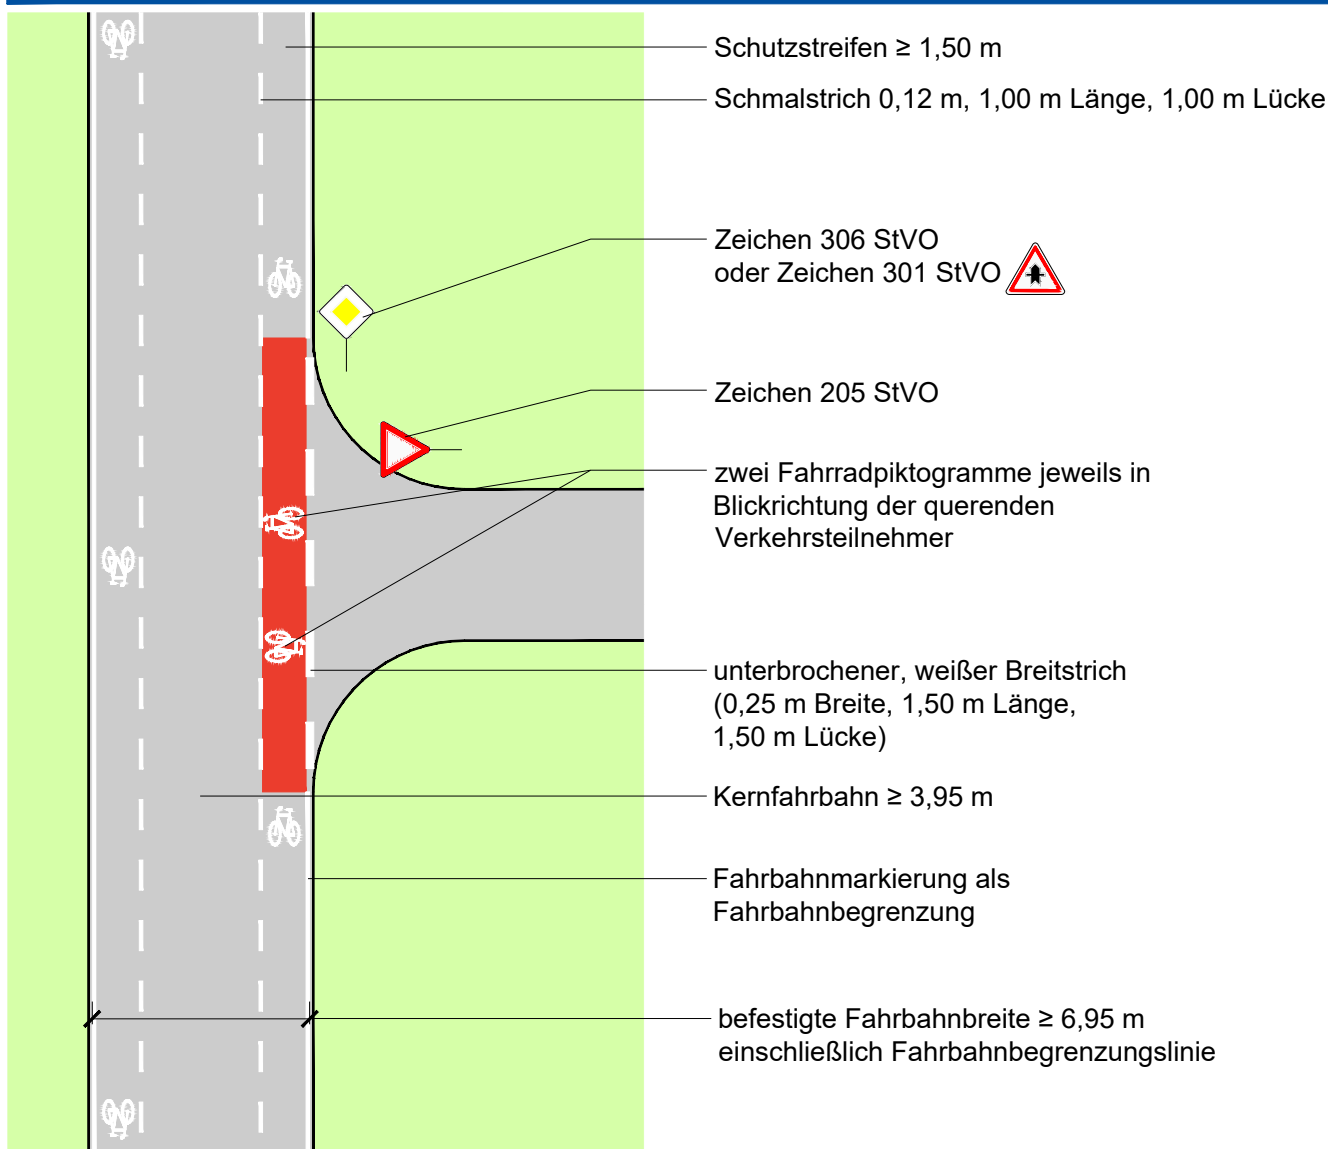 Schutzstreifen ≥ 1,50 m
Schmalstrich 0,12 m, 1,00 m Länge, 1,00 m Lücke
Zeichen 306 StVO
oder Zeichen 301 StVO
Zeichen 205 StVO
zwei Fahrradpiktogramme jeweils in
Blickrichtung der querenden
Verkehrsteilnehmer
unterbrochener, weißer Breitstrich
(0,25 m Breite, 1,50 m Länge,
1,50 m Lücke)
Kernfahrbahn ≥ 3,95 m
Fahrbahnmarkierung als
Fahrbahnbegrenzung
befestigte Fahrbahnbreite ≥ 6,95 m
einschließlich Fahrbahnbegrenzungslinie